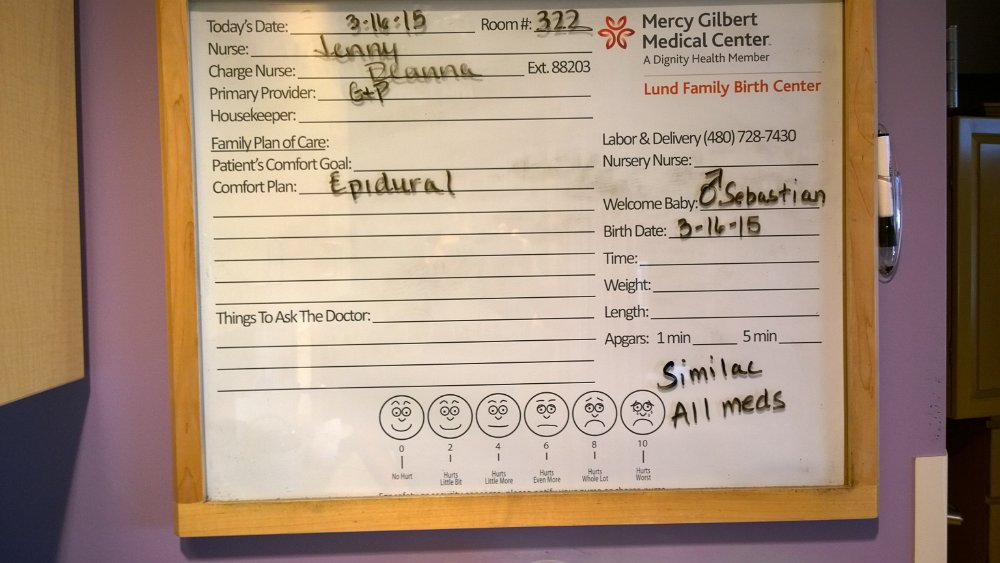 Today's Date: 3-16-15 Room #: 322
Nurse: Jenny
Charge Nurse: Deanna Ext. 88203
Primary Provider: G+P
Housekeeper:
Family Plan of Care:
Patient's Comfort Goal:
Comfort Plan: Epidural
Things To Ask The Doctor:
Mercy Gilbert
Medical Center
A Dignity Health Member
Lund Family Birth Center
Labor & Delivery (480) 728-7430
Nursery Nurse:
Welcome Baby: ♂ Sebastian
Birth Date: 3-16-15
Time:
Weight:
Length:
Apgars: 1 min 5 min
Similac
All meds
0 2 4 6 8 10
No Hurt Hurts Little Bit Hurts Little More Hurts Even More Hurts Whole Lot Hurts Worst